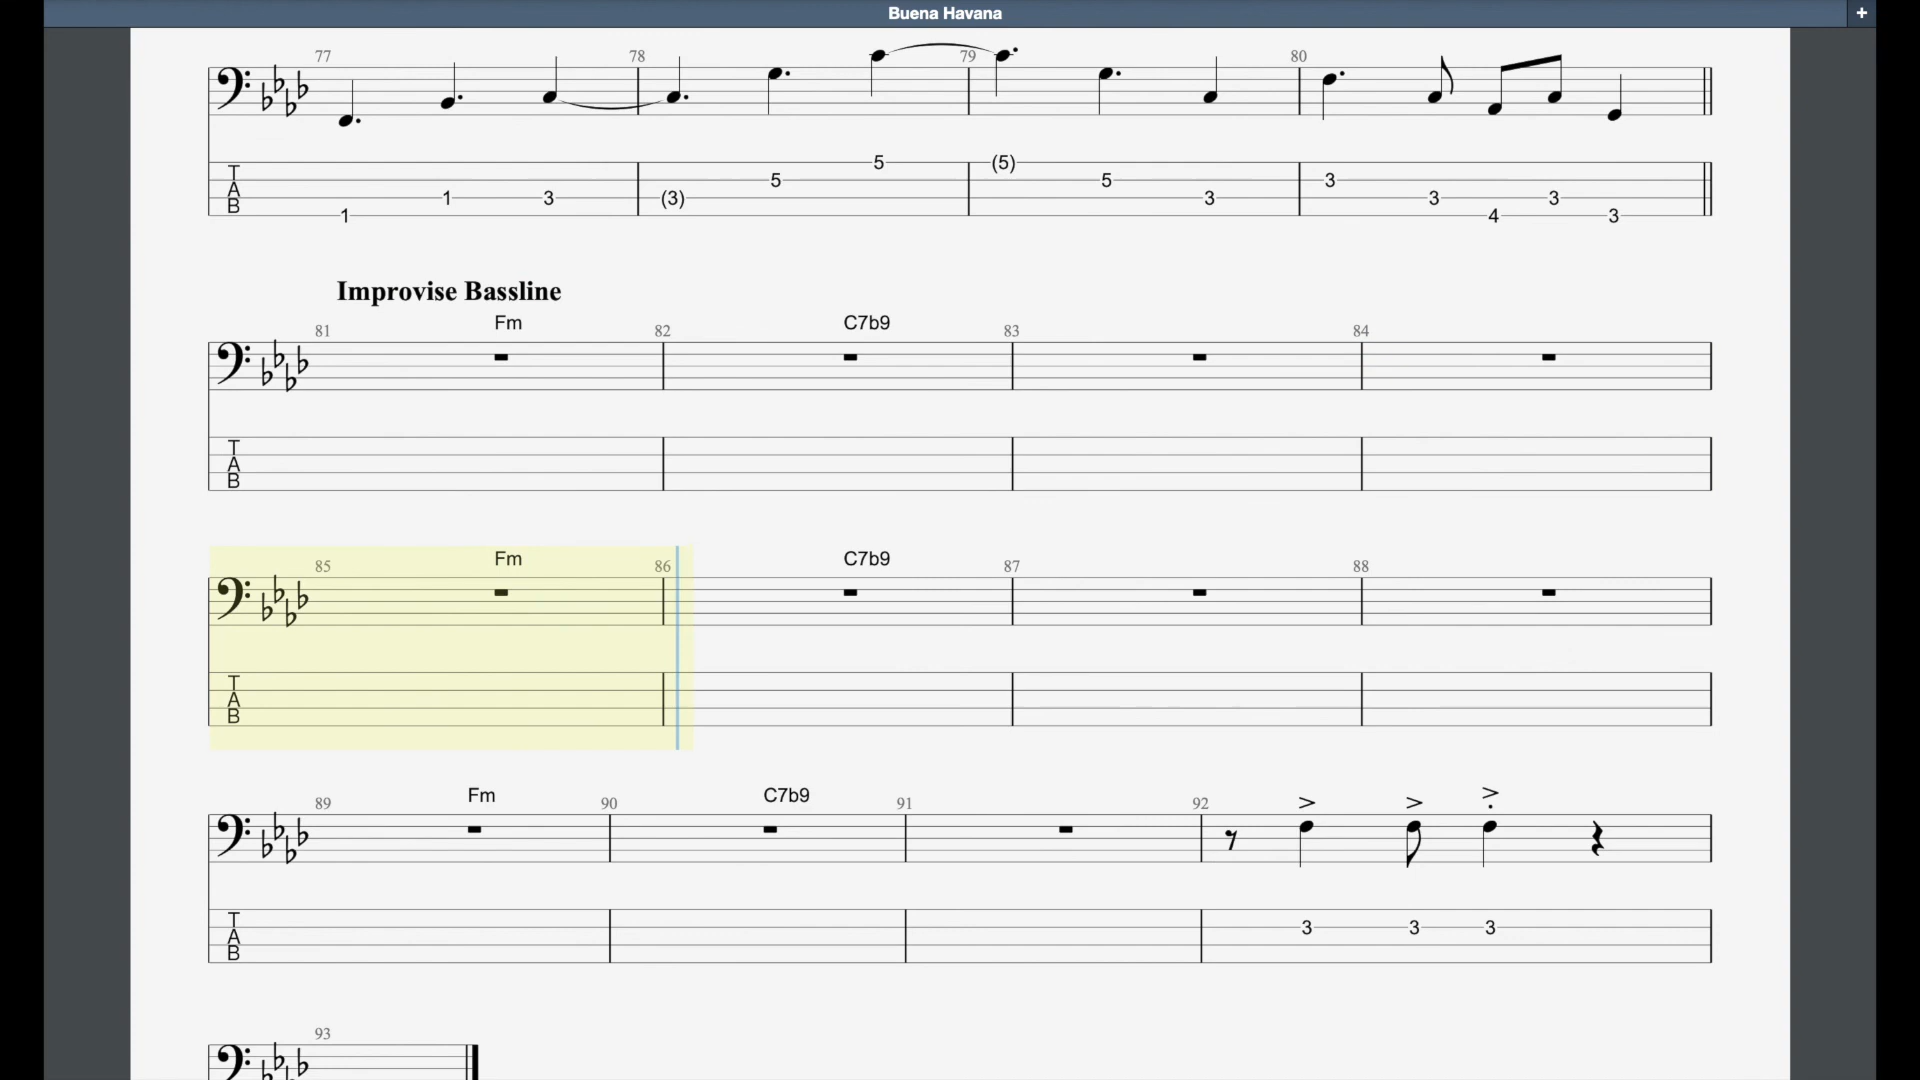 Buena Havana +
77 78 79 80
T
A
B
5 (5)
5 5 3
1 3 (3) 3 3 3
1 4 3
Improvise Bassline
81 Fm 82 C7b9 83 84
T
A
B
85 Fm 86 C7b9 87 88
T
A
B
89 Fm 90 C7b9 91 92
T
A
B
3 3 3
93